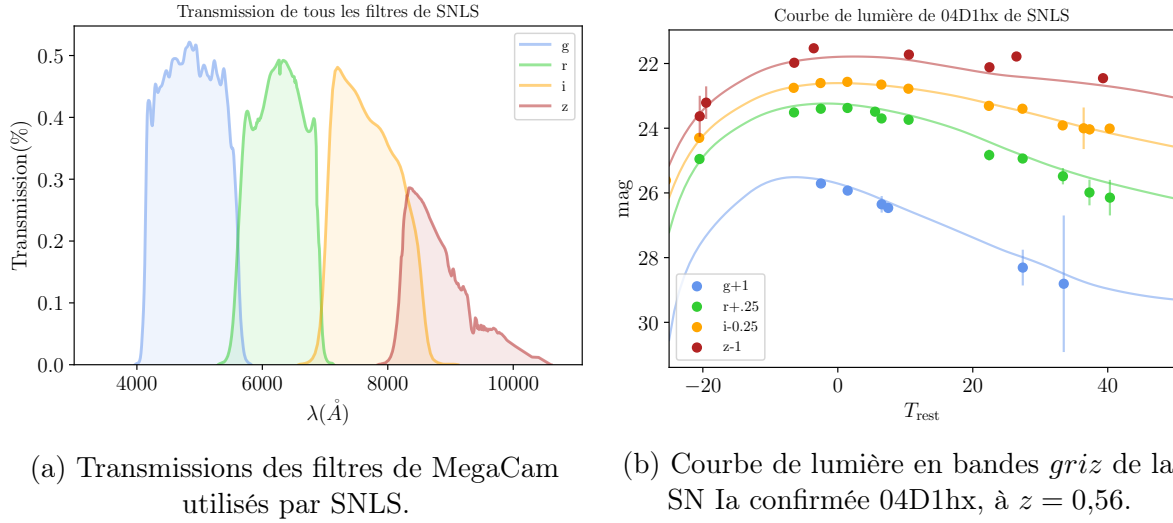 Transmission de tous les filtres de SNLS
Transmission(%)
0.5
0.4
0.3
0.2
0.1
0.0
4000 6000 8000 10000
λ(Å)
g
r
i
z
(a) Transmissions des filtres de MegaCam
utilisés par SNLS.
Courbe de lumière de 04D1hx de SNLS
mag
22
24
26
28
30
−20 0 20 40
T_rest
g+1
r+.25
i-0.25
z-1
(b) Courbe de lumière en bandes griz de la
SN Ia confirmée 04D1hx, à z = 0,56.